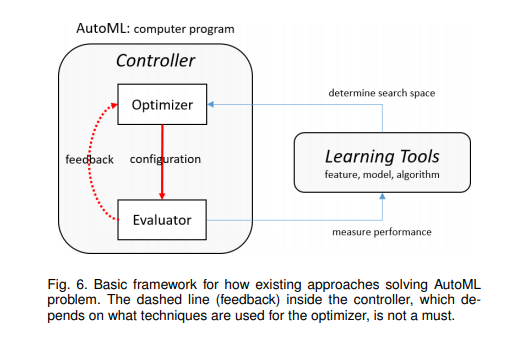 AutoML: computer program
Controller
Optimizer
determine search space
feedback
configuration
Learning Tools
feature, model, algorithm
Evaluator
measure performance
Fig. 6. Basic framework for how existing approaches solving AutoML
problem. The dashed line (feedback) inside the controller, which de-
pends on what techniques are used for the optimizer, is not a must.